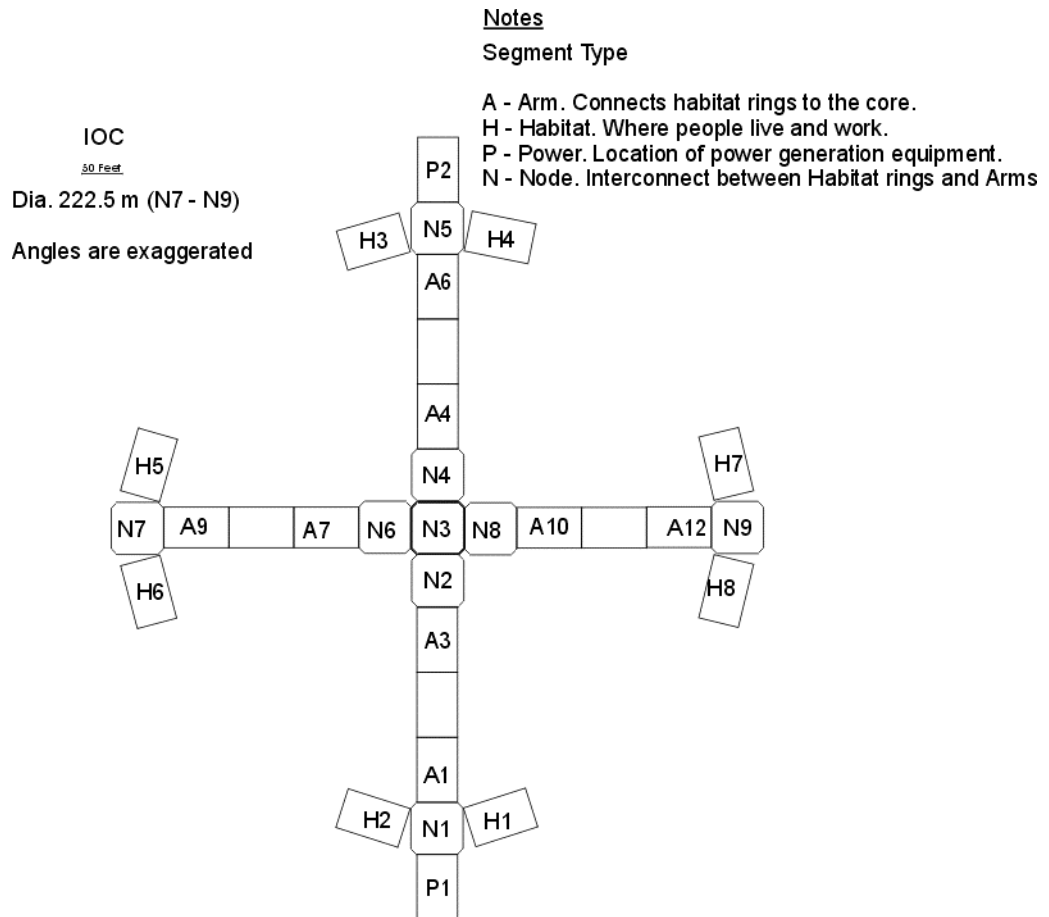 Notes
Segment Type
A - Arm. Connects habitat rings to the core.
H - Habitat. Where people live and work.
P - Power. Location of power generation equipment.
N - Node. Interconnect between Habitat rings and Arms
IOC
50 Feet
Dia. 222.5 m (N7 - N9)
Angles are exaggerated
P2
H3 N5 H4
A6
A4
N4
H5 H7
N7 A9 A7 N6 N3 N8 A10 A12 N9
H6 N2 H8
A3
A1
H2 N1 H1
P1